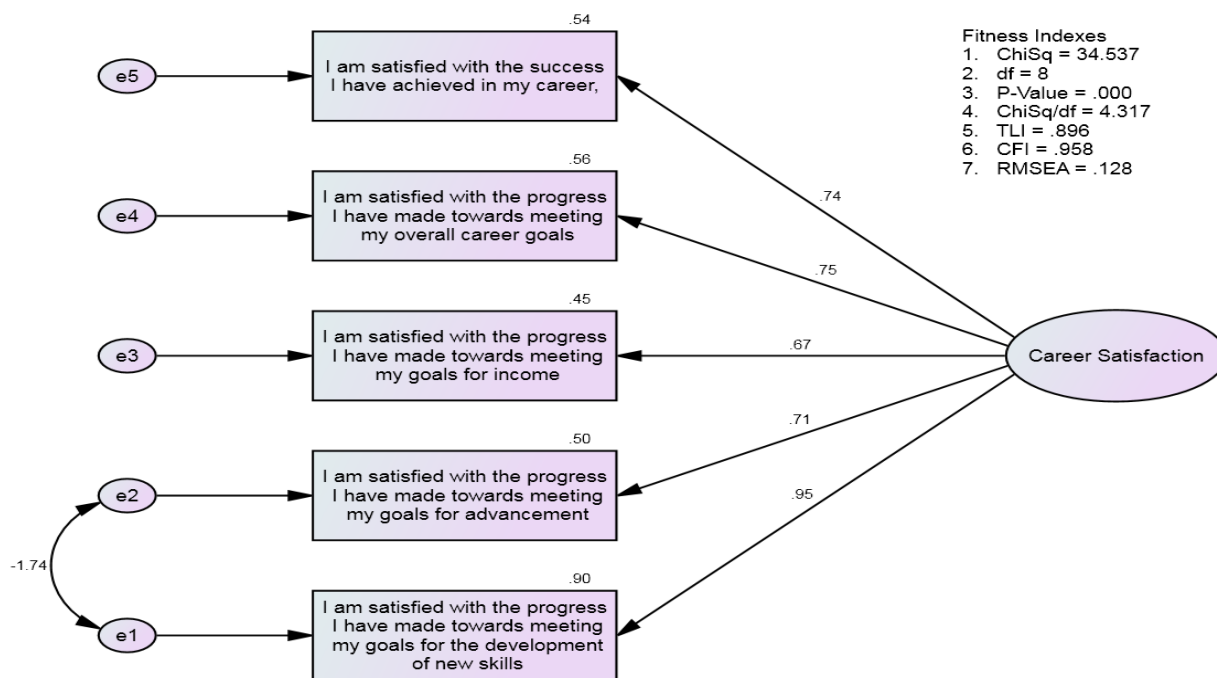 .54
I am satisfied with the success
I have achieved in my career,
e5
Fitness Indexes
1. ChiSq = 34.537
2. df = 8
3. P-Value = .000
4. ChiSq/df = 4.317
5. TLI = .896
6. CFI = .958
7. RMSEA = .128
.74
.56
I am satisfied with the progress
I have made towards meeting
my overall career goals
e4
.75
.45
I am satisfied with the progress
I have made towards meeting
my goals for income
e3
.67
Career Satisfaction
.50
I am satisfied with the progress
I have made towards meeting
my goals for advancement
e2
.71
.95
-1.74
.90
I am satisfied with the progress
I have made towards meeting
my goals for the development
of new skills
e1